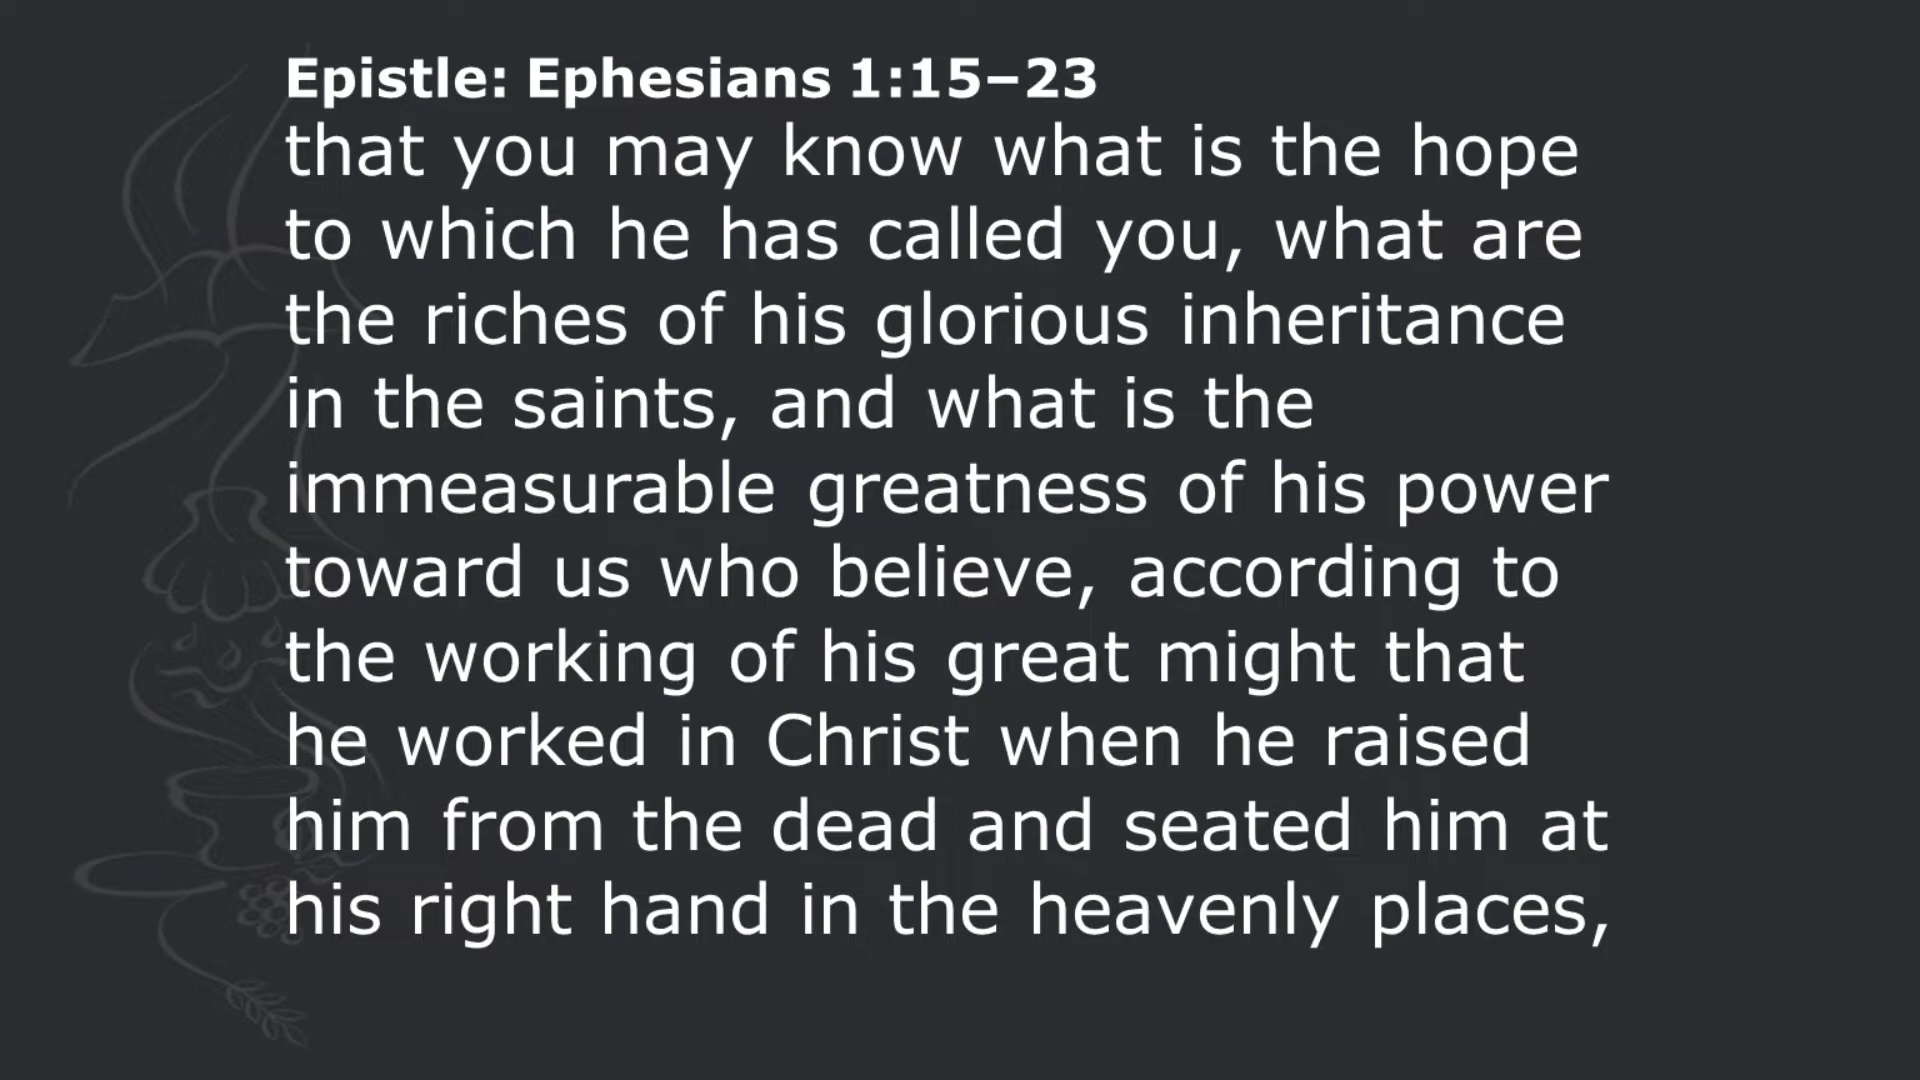 Epistle: Ephesians 1:15–23
that you may know what is the hope
to which he has called you, what are
the riches of his glorious inheritance
in the saints, and what is the
immeasurable greatness of his power
toward us who believe, according to
the working of his great might that
he worked in Christ when he raised
him from the dead and seated him at
his right hand in the heavenly places,